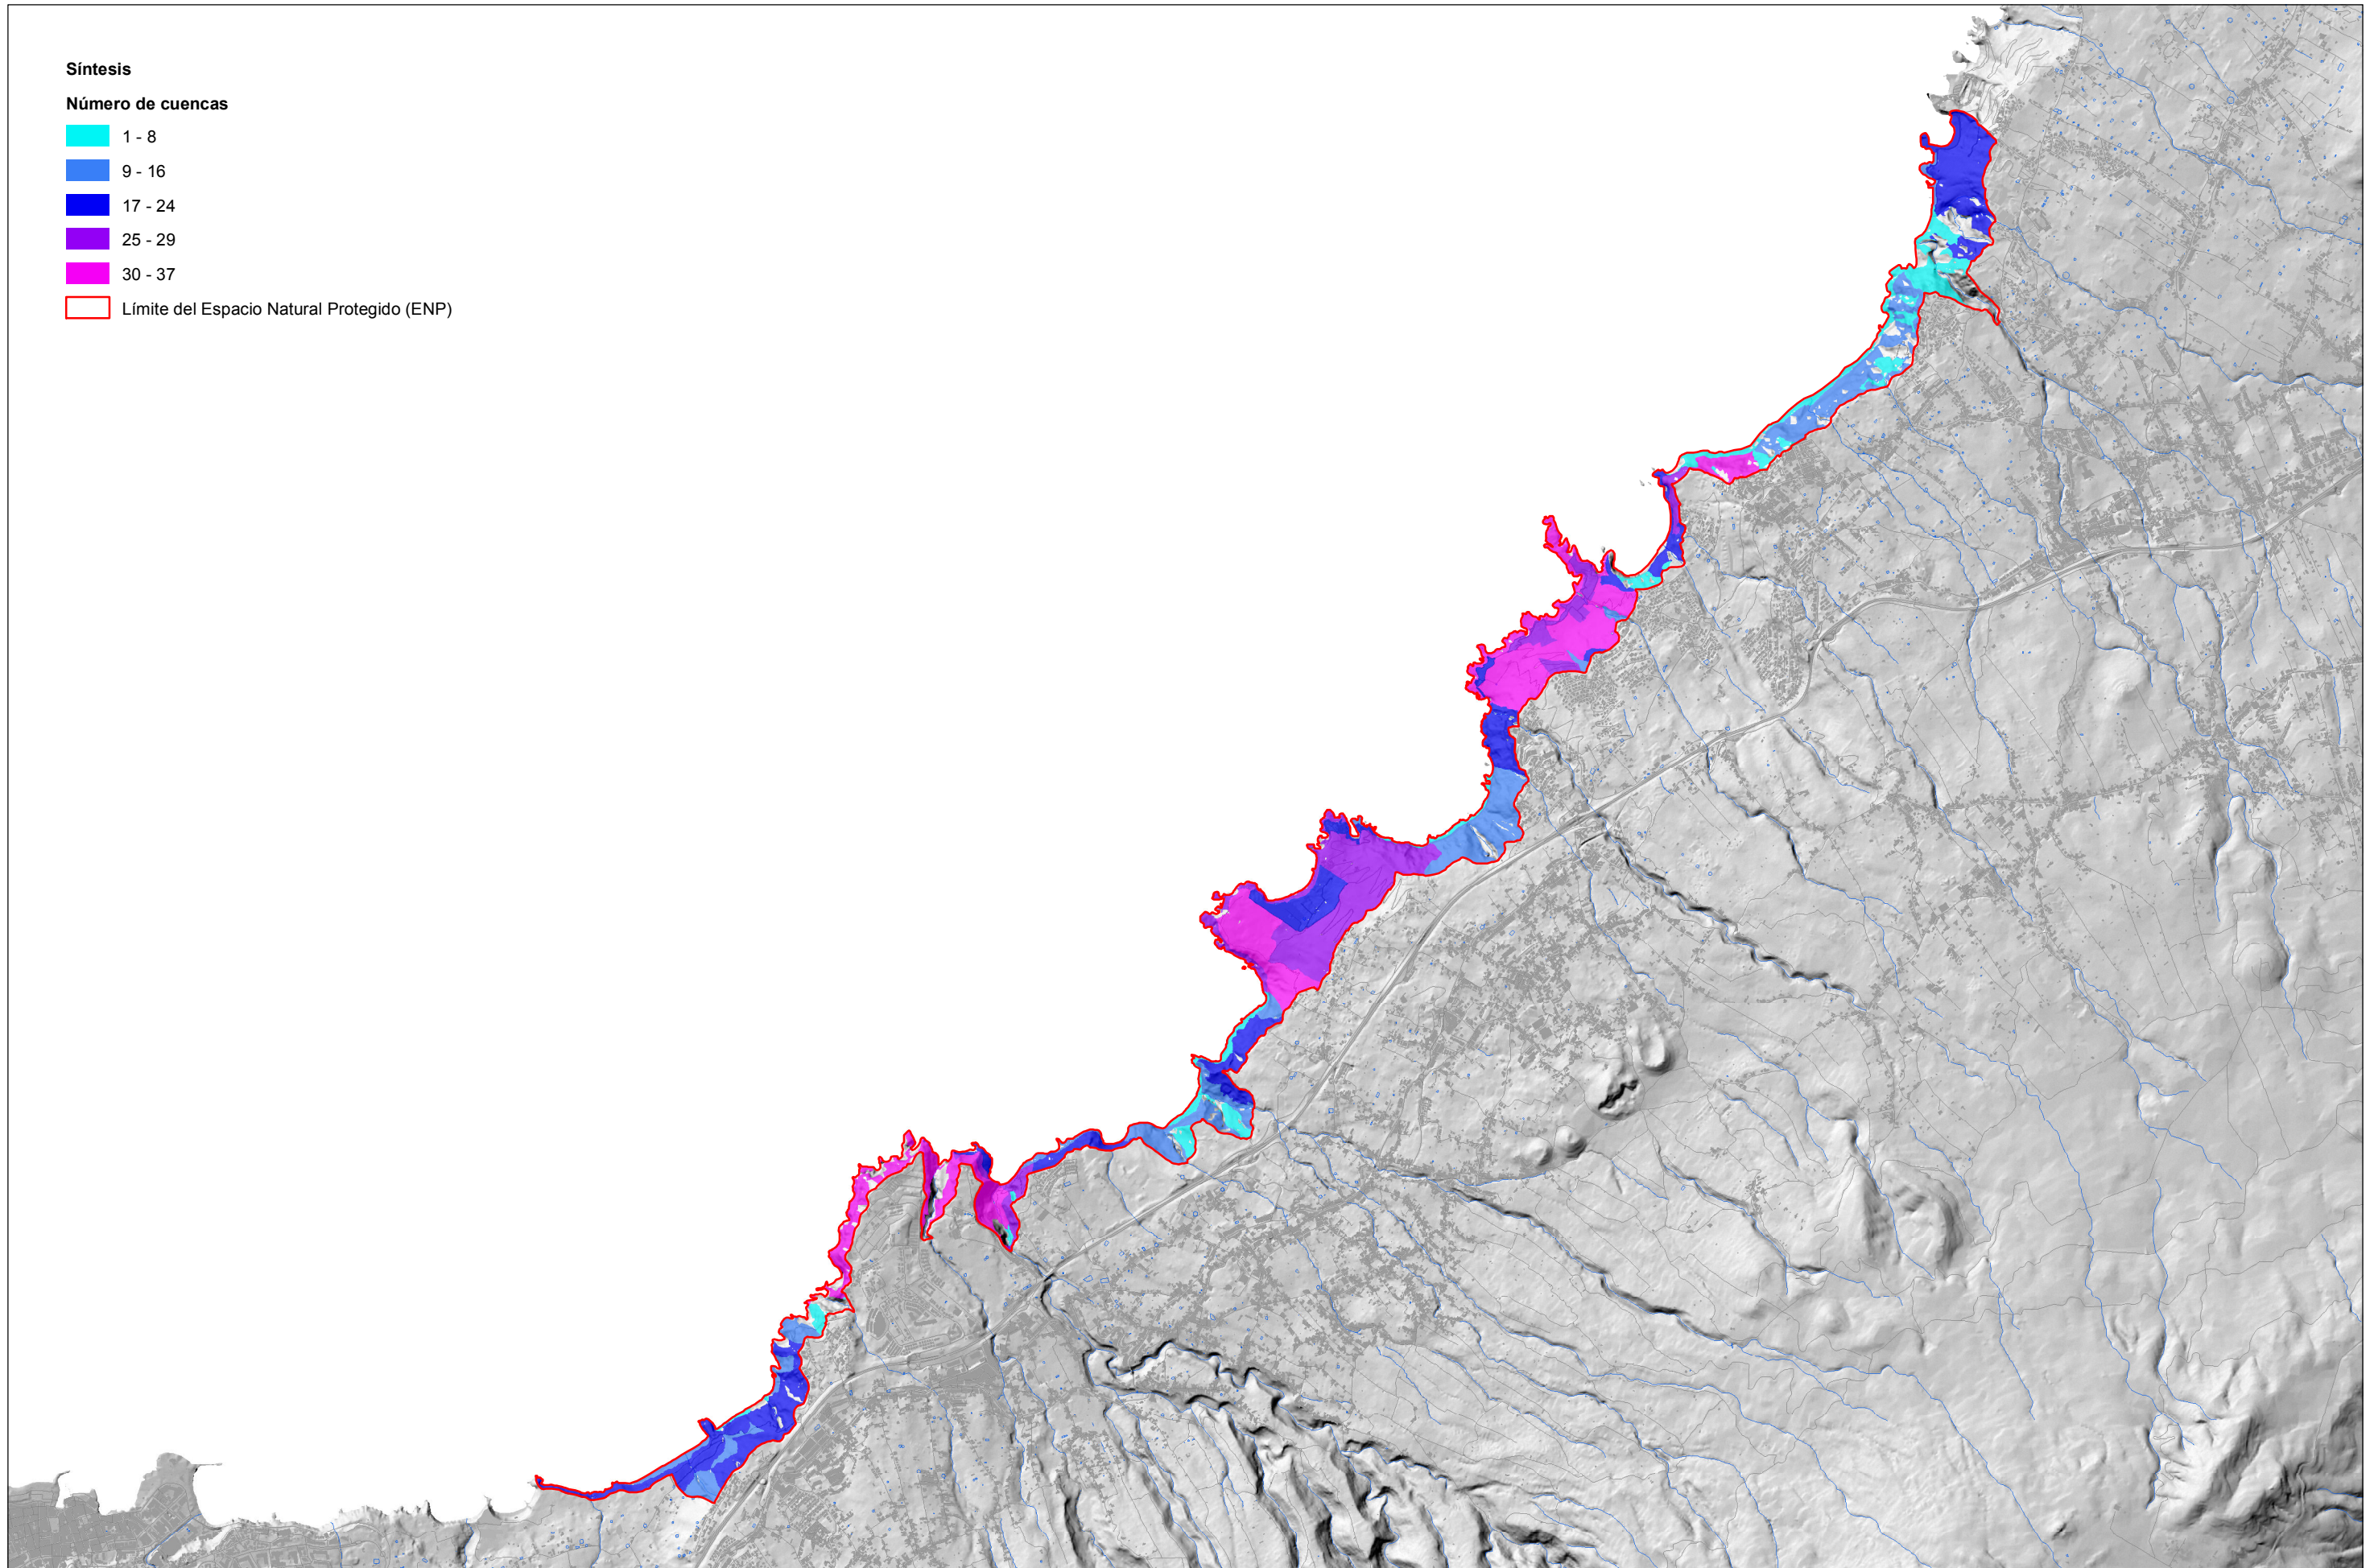 Síntesis
Número de cuencas
1 - 8
9 - 16
17 - 24
25 - 29
30 - 37
Límite del Espacio Natural Protegido (ENP)